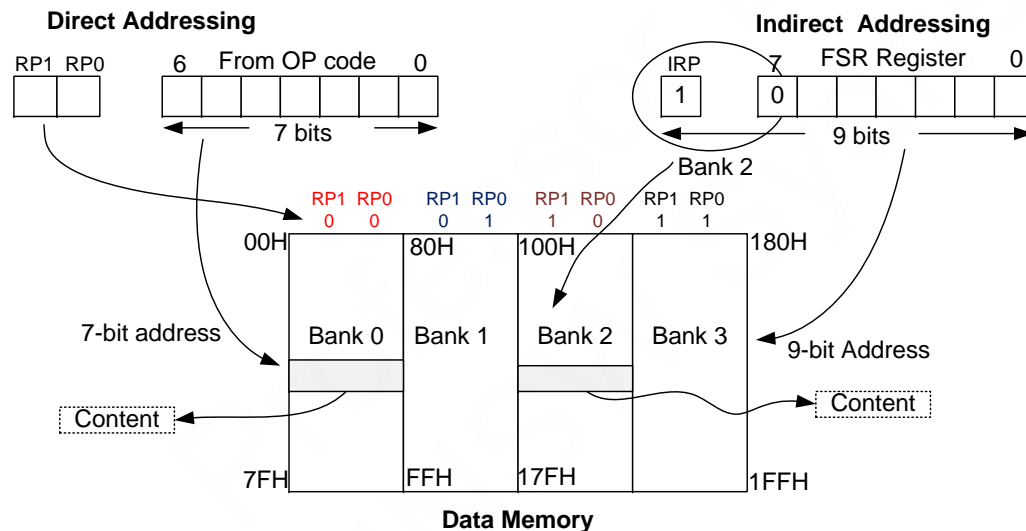 Direct Addressing
Indirect Addressing
RP1 RP0
6 From OP code 0
IRP
7 FSR Register 0
1
0
7 bits
9 bits
Bank 2
RP1 RP0
0 0
RP1 RP0
0 1
RP1 RP0
1 0
RP1 RP0
1 1
00H
80H
100H
180H
7-bit address
Bank 0
Bank 1
Bank 2
Bank 3
9-bit Address
Content
Content
7FH
FFH
17FH
1FFH
Data Memory